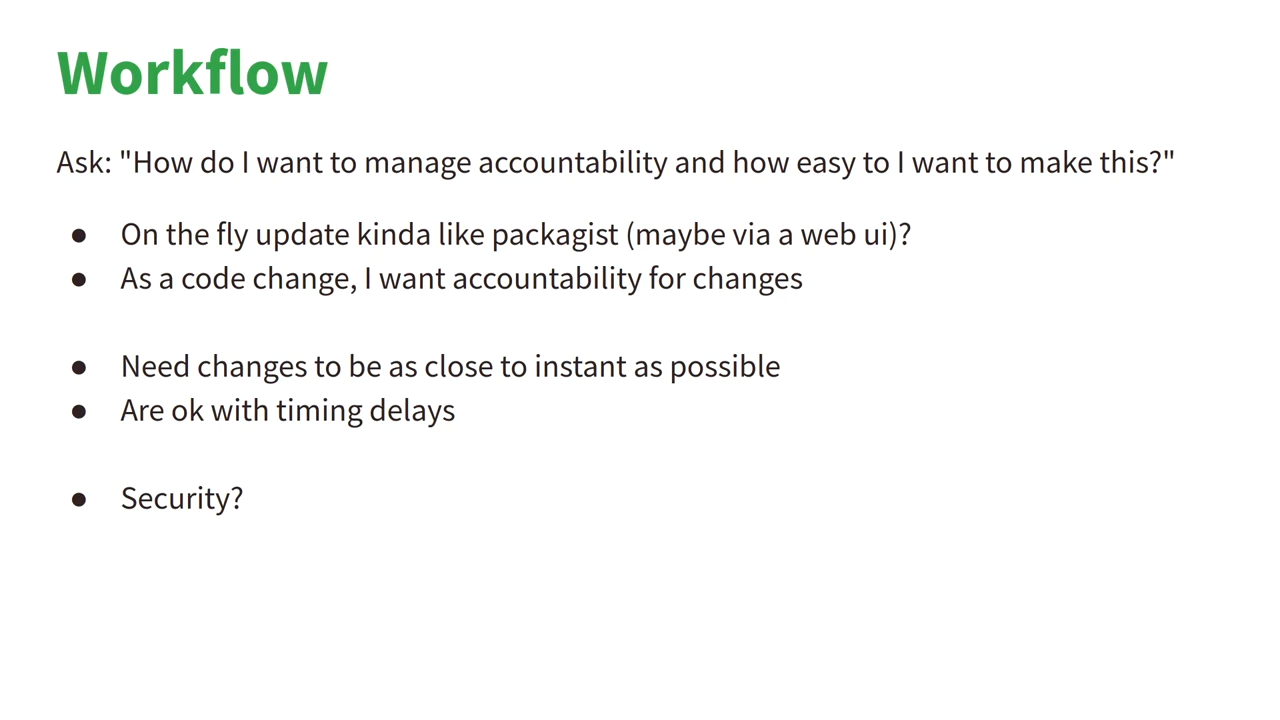 Workflow
Ask: "How do I want to manage accountability and how easy to I want to make this?"
● On the fly update kinda like packagist (maybe via a web ui)?
● As a code change, I want accountability for changes
● Need changes to be as close to instant as possible
● Are ok with timing delays
● Security?